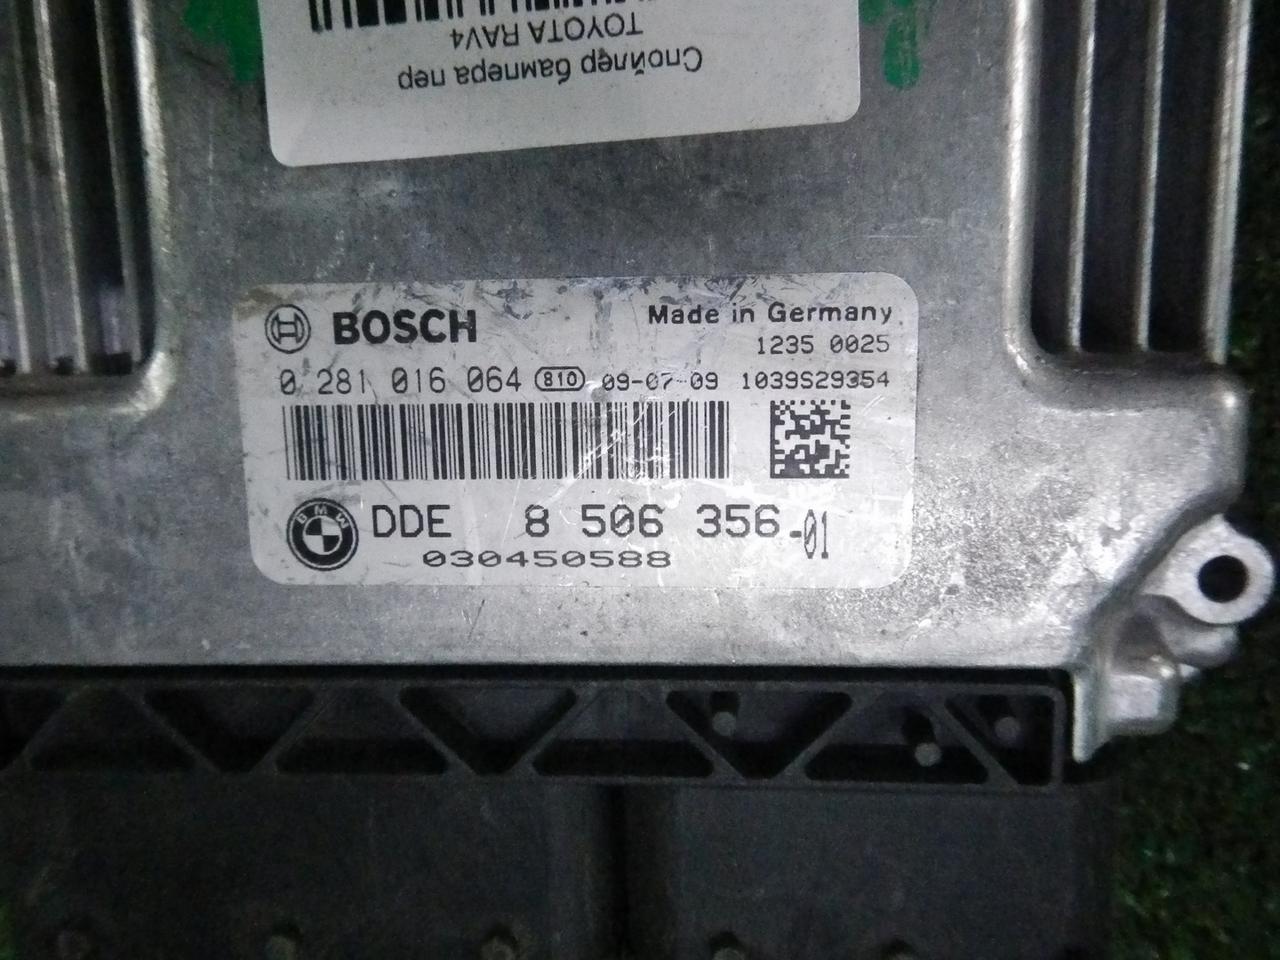 Спойлер бампера пер
TOYOTA RAV4
BOSCH
Made in Germany
1235 0025
0 281 016 064 810 09-07-09 1039S29354
BMW DDE 8 506 356-01
030450588